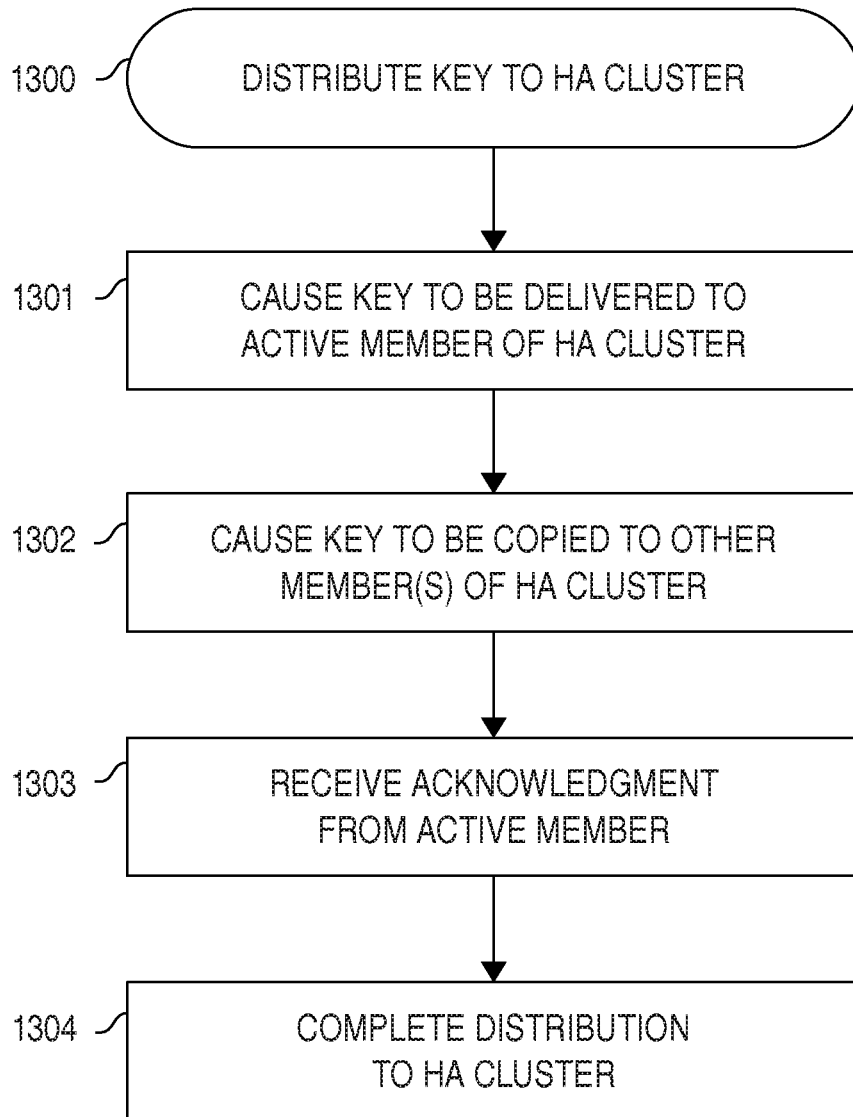 1300
DISTRIBUTE KEY TO HA CLUSTER
1301
CAUSE KEY TO BE DELIVERED TO
ACTIVE MEMBER OF HA CLUSTER
1302
CAUSE KEY TO BE COPIED TO OTHER
MEMBER(S) OF HA CLUSTER
1303
RECEIVE ACKNOWLEDGMENT
FROM ACTIVE MEMBER
1304
COMPLETE DISTRIBUTION
TO HA CLUSTER